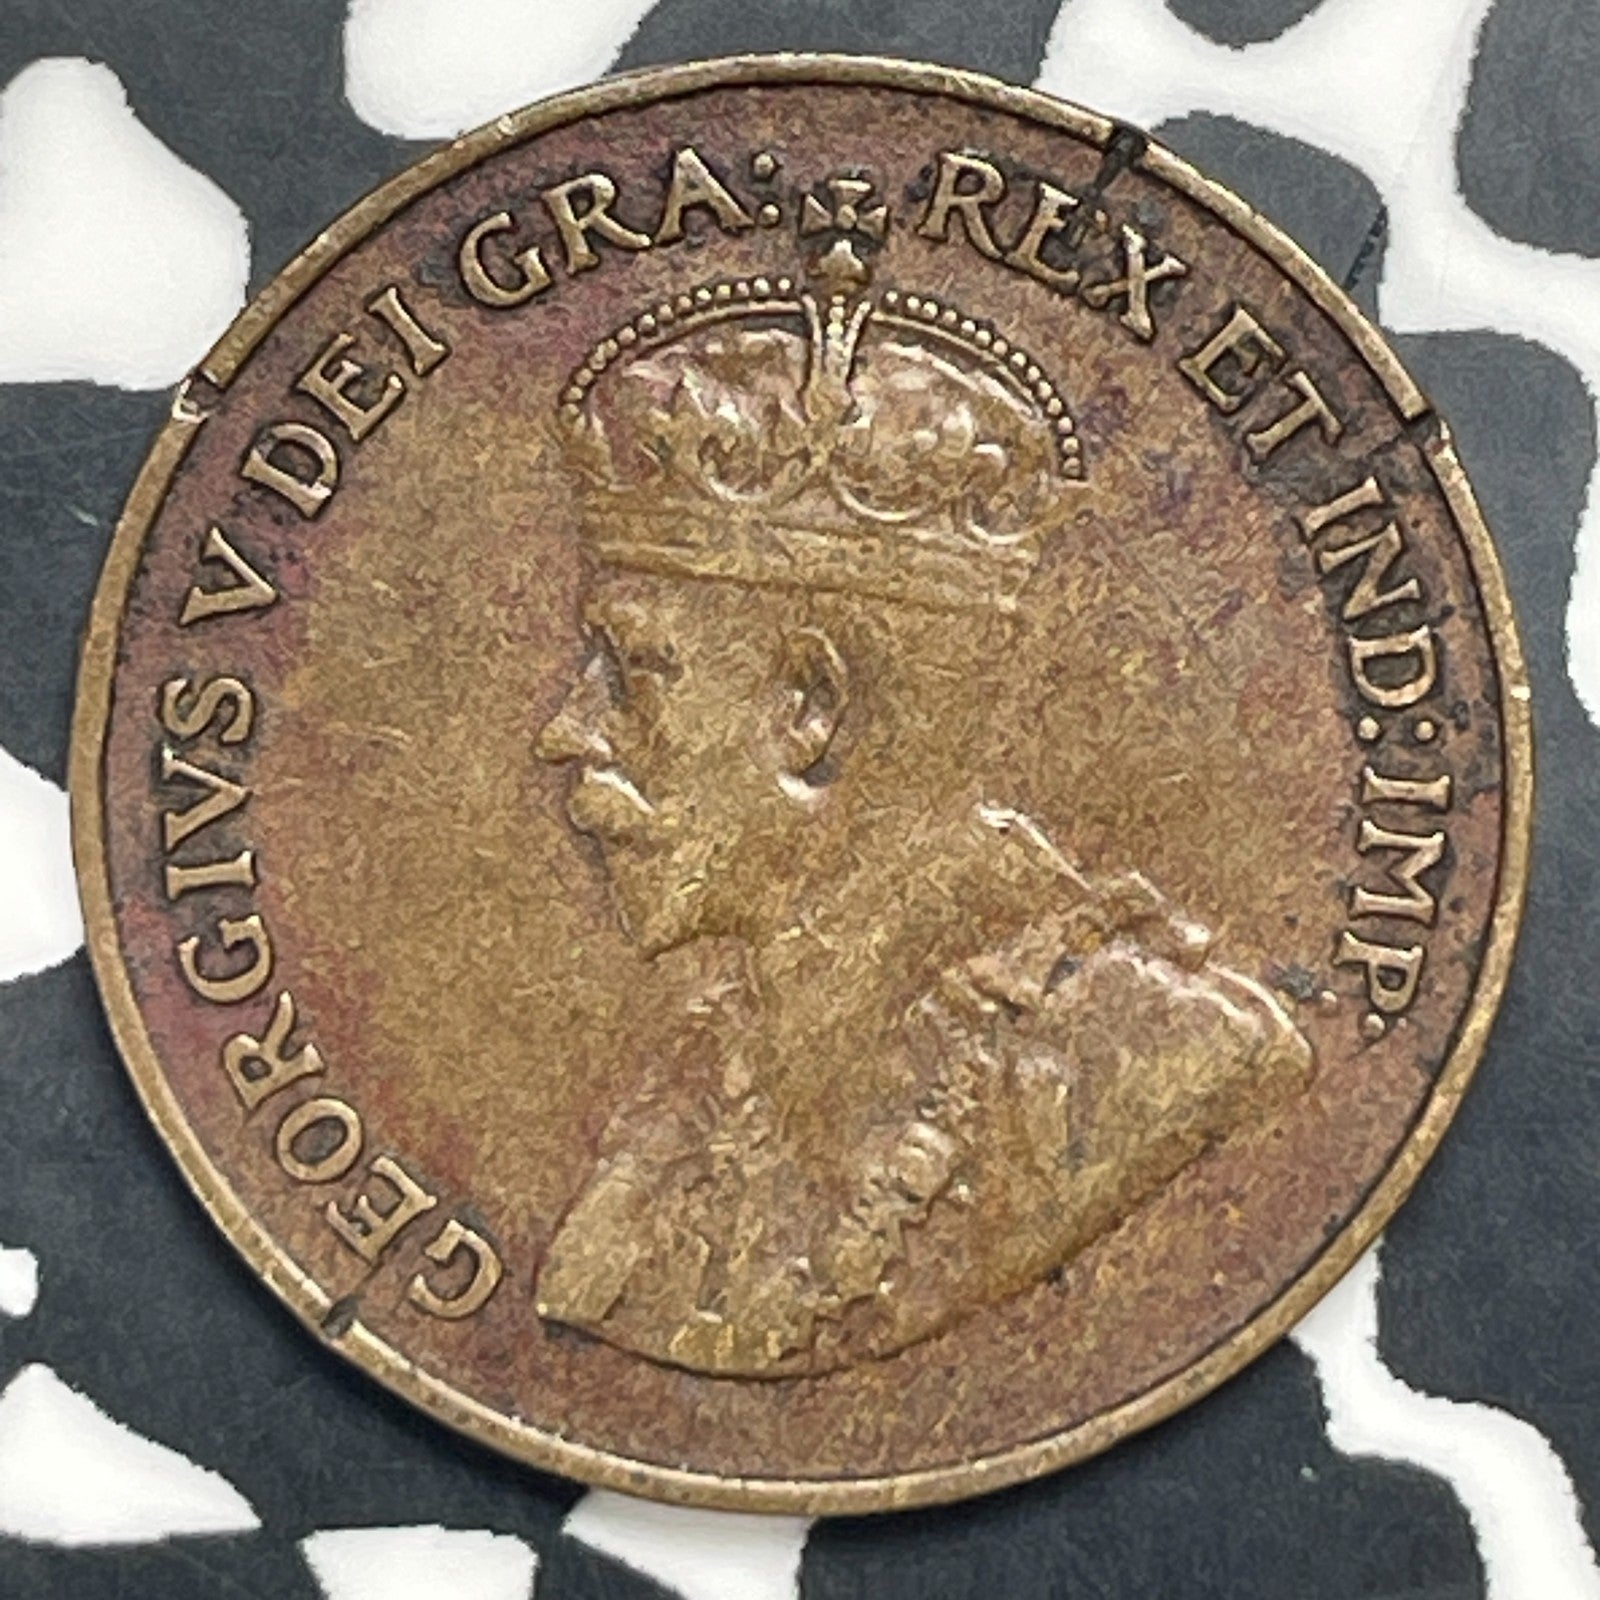 GEORGIVS V DEI GRA: REX ET IND: IMP.